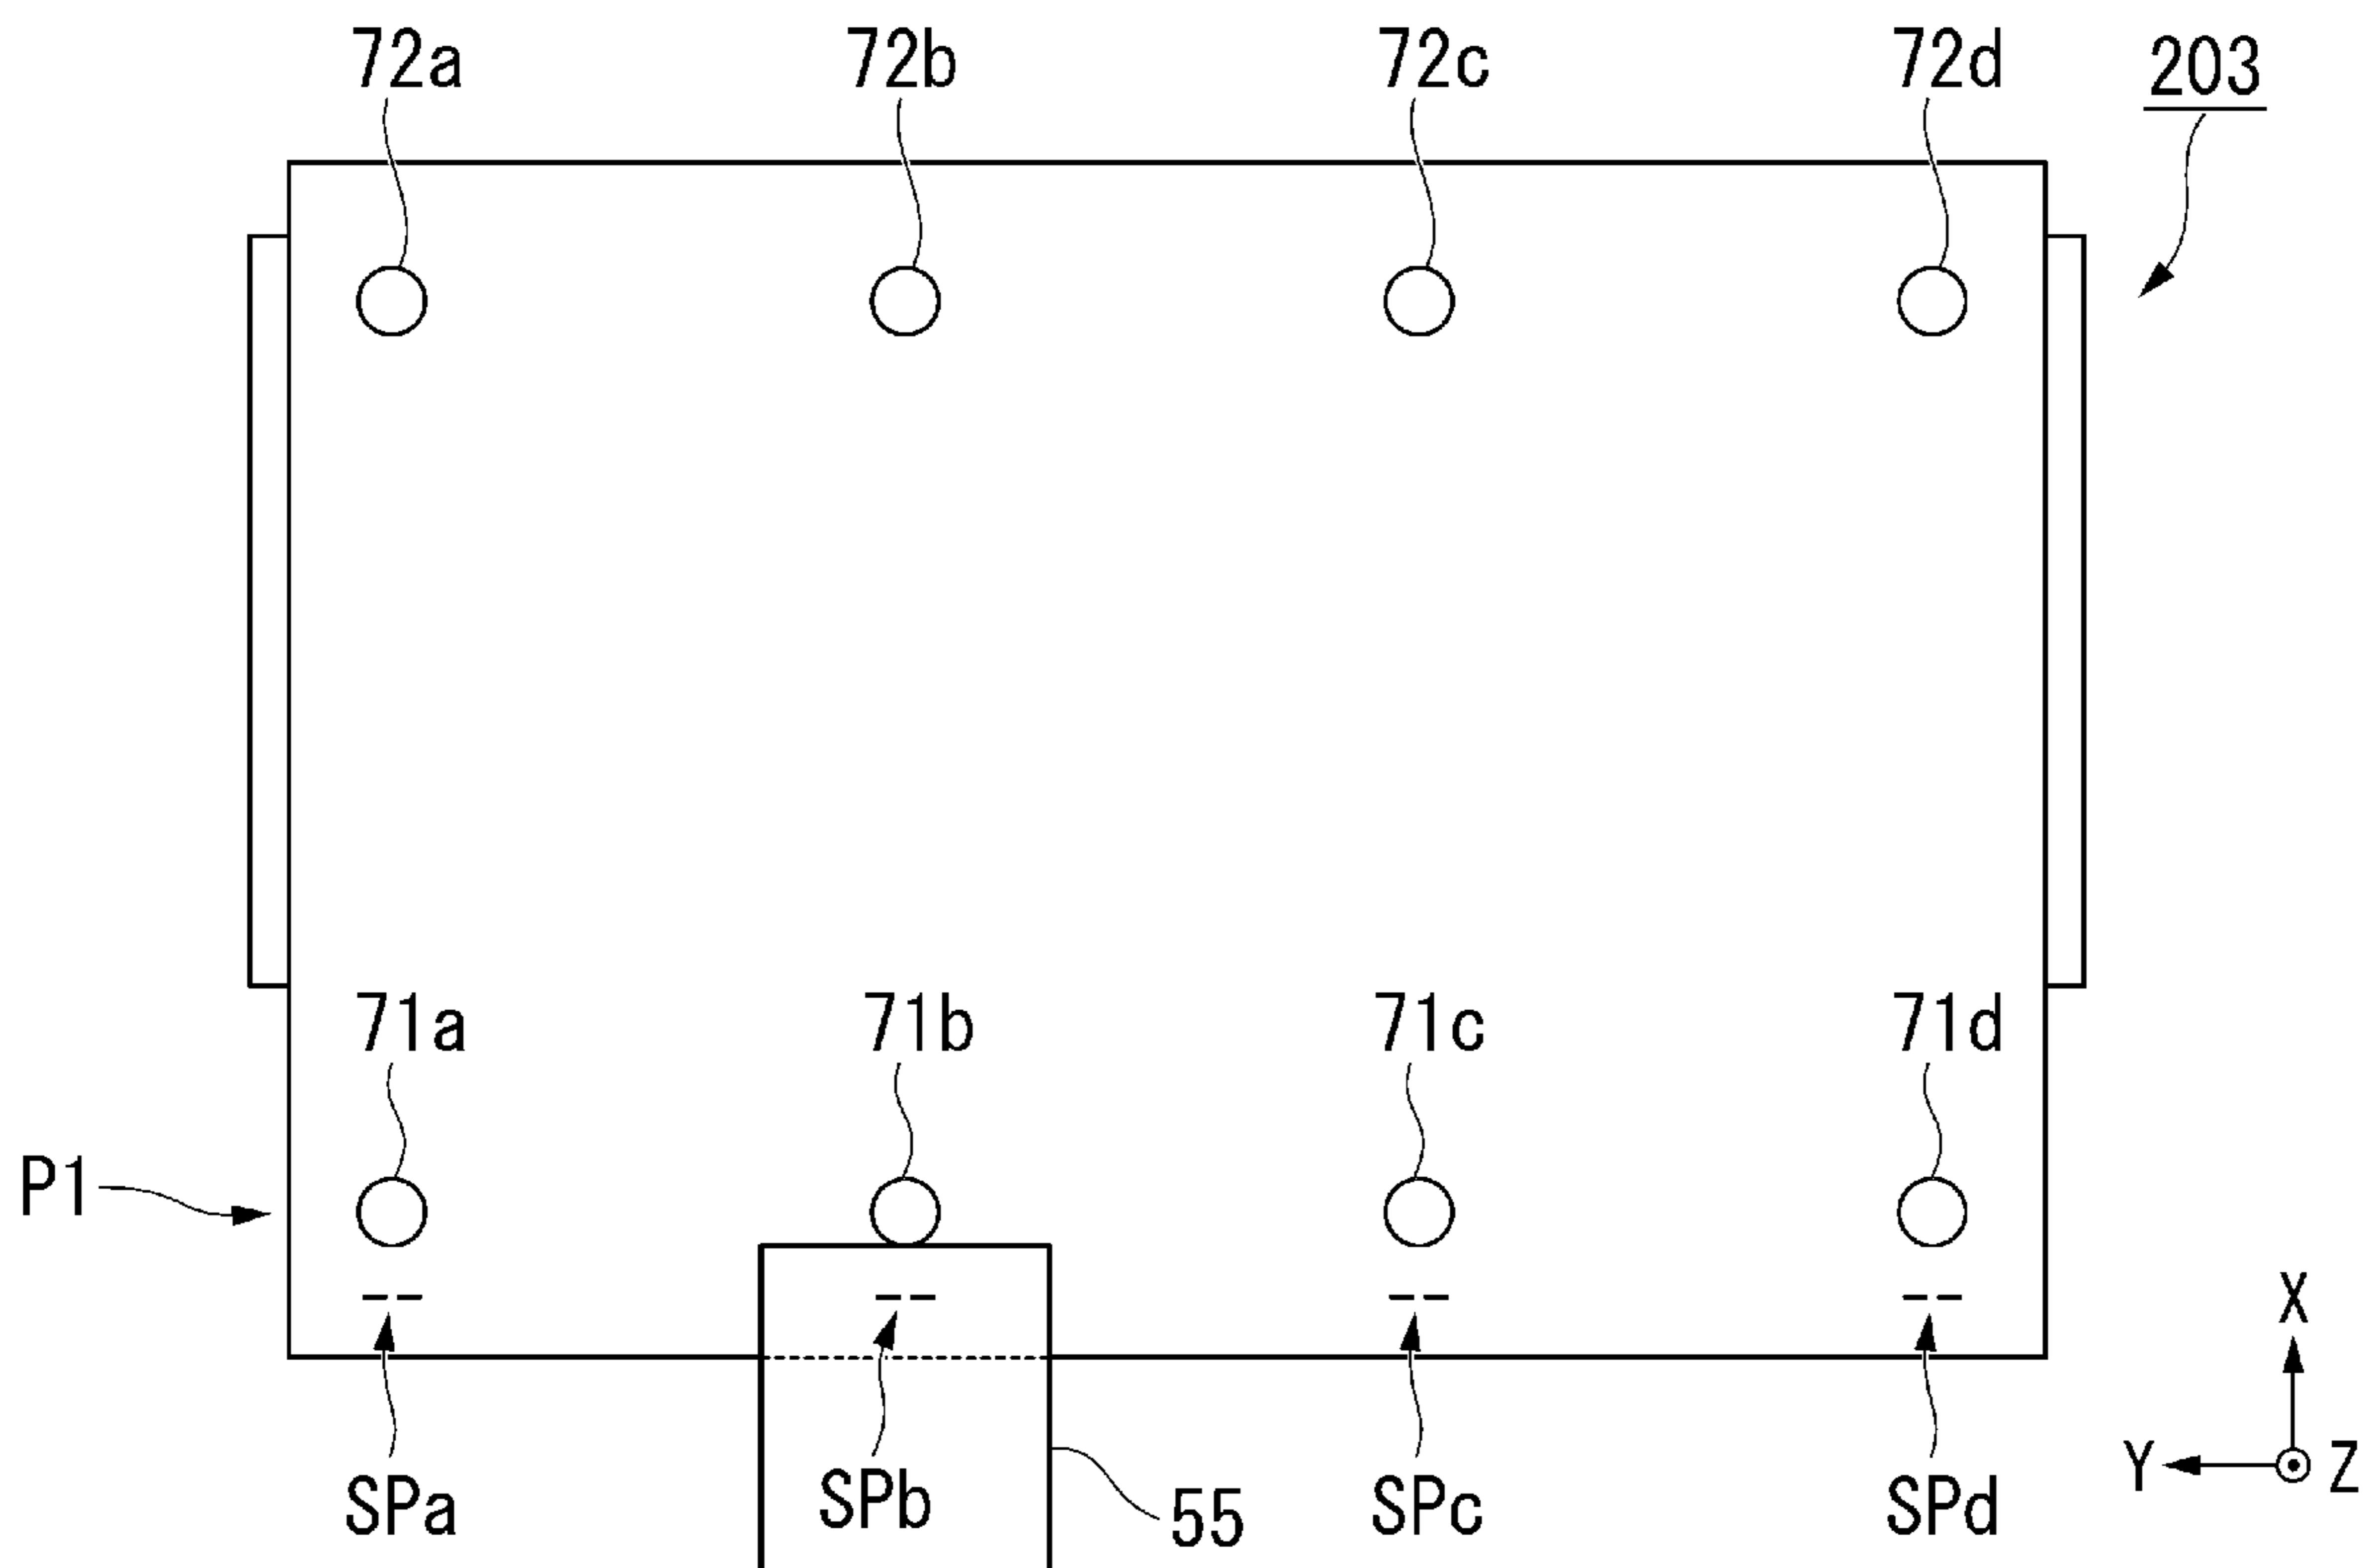 72a 72b 72c 72d 203
71a 71b 71c 71d
P1
X
Y Z
SPa SPb 55 SPc SPd